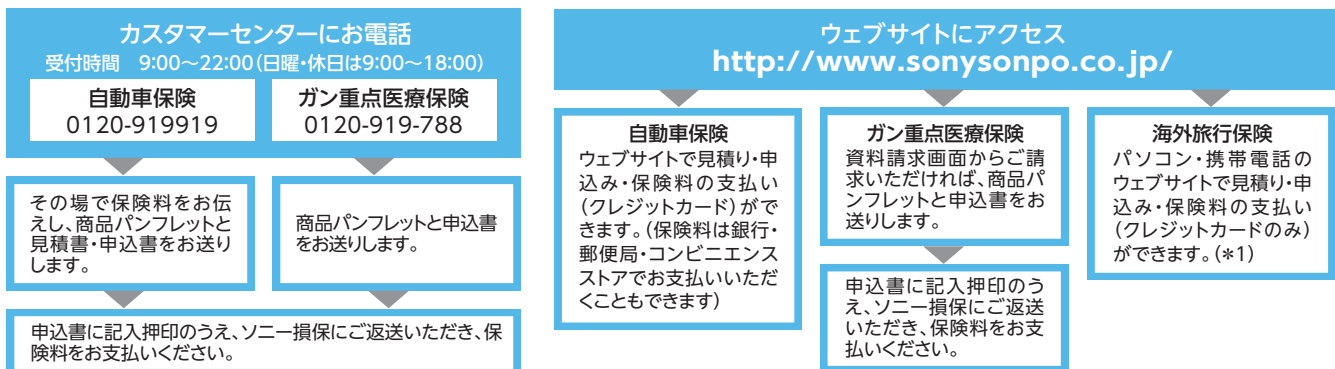 カスタマーセンターにお電話
受付時間 9:00〜22:00(日曜・休日は9:00〜18:00)
自動車保険
0120-919919
ガン重点医療保険
0120-919-788
その場で保険料をお伝
えし、商品パンフレットと
見積書・申込書をお送り
します。
商品パンフレットと申込書
をお送りします。
申込書に記入押印のうえ、ソニー損保にご返送いただき、保
険料をお支払いください。
ウェブサイトにアクセス
http://www.sonysonpo.co.jp/
自動車保険
ウェブサイトで見積り・申
込み・保険料の支払い
(クレジットカード)がで
きます。(保険料は銀行・
郵便局・コンビニエンス
ストアでお支払いいただ
くこともできます)
ガン重点医療保険
資料請求画面からご請
求いただければ、商品パ
ンフレットと申込書をお
送りします。
申込書に記入押印のう
え、ソニー損保にご返送
いただき、保険料をお支
払いください。
海外旅行保険
パソコン・携帯電話の
ウェブサイトで見積り・申
込み・保険料の支払い
(クレジットカードのみ)
ができます。(*1)